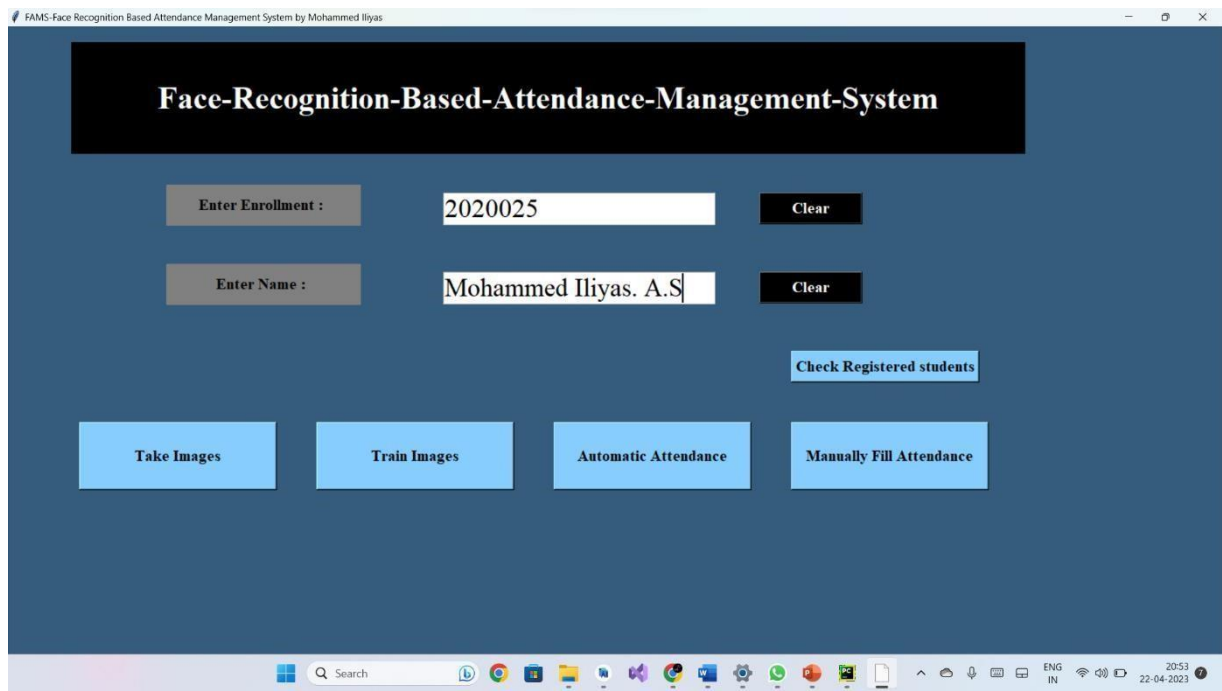 FAMS-Face Recognition Based Attendance Management System by Mohammed Iliyas
Face-Recognition-Based-Attendance-Management-System
Enter Enrollment :
2020025
Clear
Enter Name :
Mohammed Iliyas. A.S
Clear
Check Registered students
Take Images
Train Images
Automatic Attendance
Manually Fill Attendance
Search
ENG
IN
20:53
22-04-2023